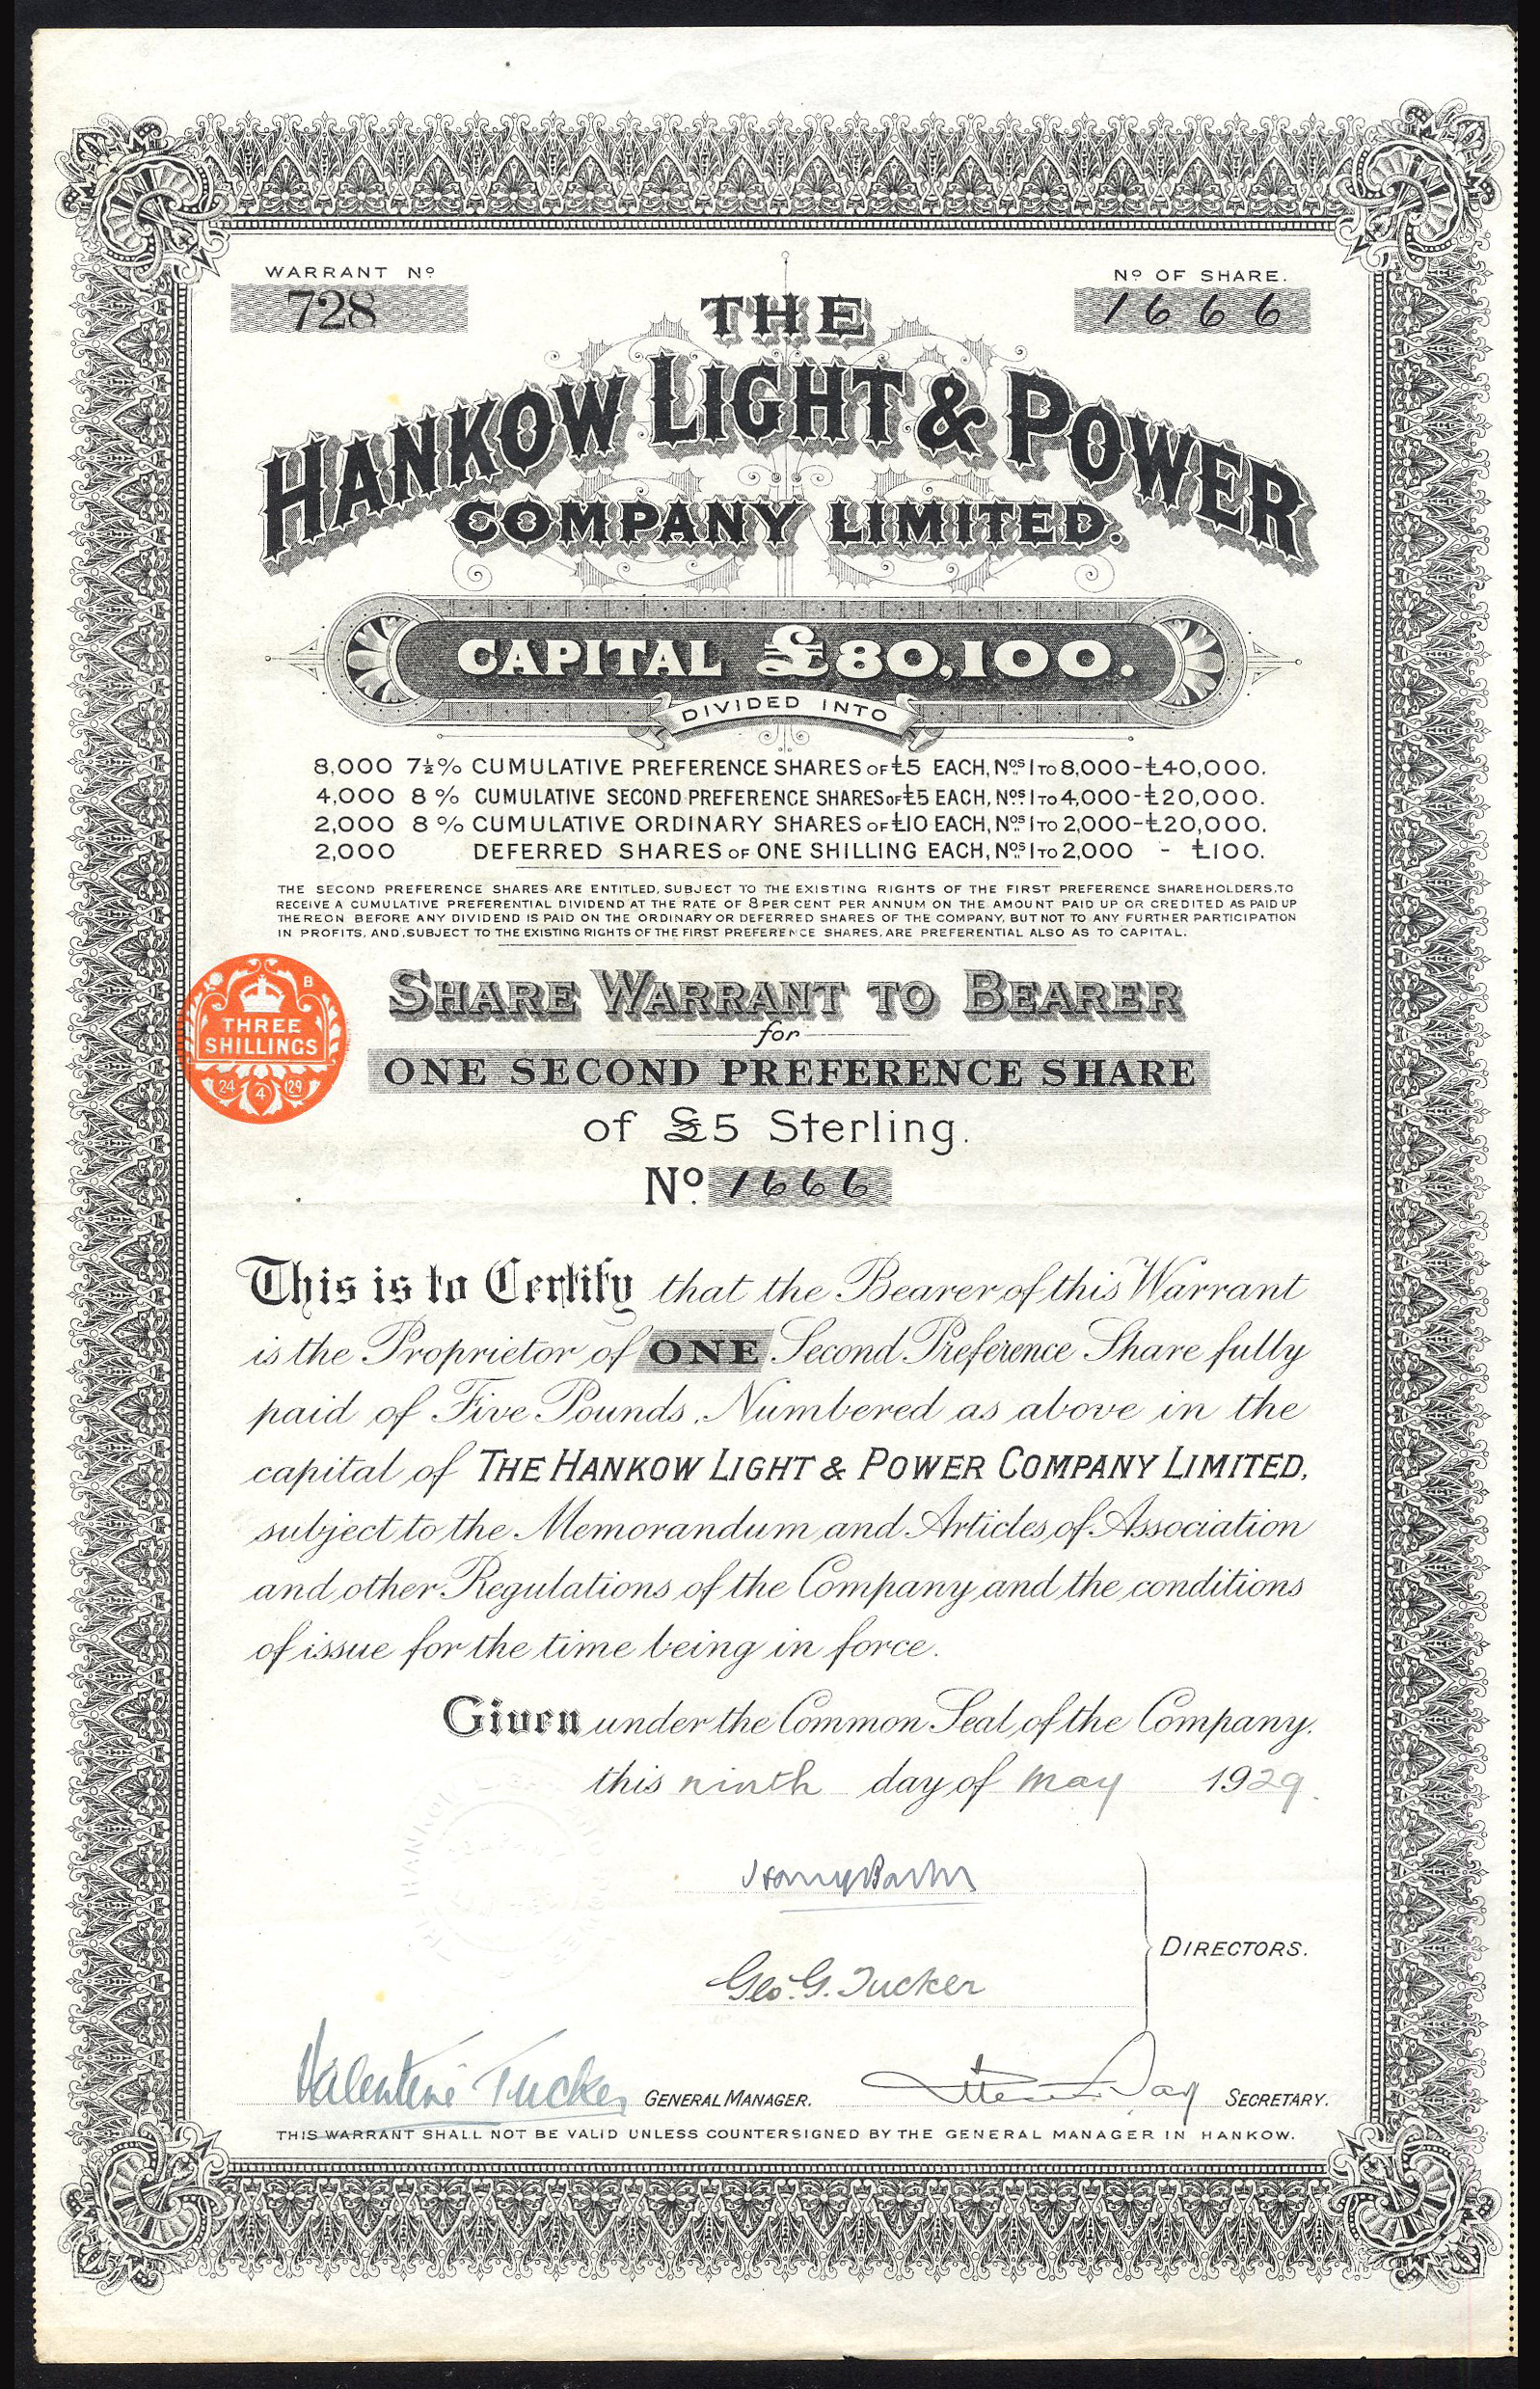 WARRANT Nº
728
Nº OF SHARE.
1666
THE
HANKOW LIGHT & POWER
COMPANY LIMITED.
CAPITAL £80,100.
DIVIDED INTO
8,000 7½% CUMULATIVE PREFERENCE SHARES OF £5 EACH, Nos 1 TO 8,000 - £40,000.
4,000 8% CUMULATIVE SECOND PREFERENCE SHARES OF £5 EACH, Nos 1 TO 4,000 - £20,000.
2,000 8% CUMULATIVE ORDINARY SHARES OF £10 EACH, Nos 1 TO 2,000 - £20,000.
2,000 DEFERRED SHARES OF ONE SHILLING EACH, Nos 1 TO 2,000 - £100.
THE SECOND PREFERENCE SHARES ARE ENTITLED, SUBJECT TO THE EXISTING RIGHTS OF THE FIRST PREFERENCE SHAREHOLDERS, TO
RECEIVE A CUMULATIVE PREFERENTIAL DIVIDEND AT THE RATE OF 8 PER CENT PER ANNUM ON THE AMOUNT PAID UP OR CREDITED AS PAID UP
THEREON BEFORE ANY DIVIDEND IS PAID ON THE ORDINARY OR DEFERRED SHARES OF THE COMPANY, BUT NOT TO ANY FURTHER PARTICIPATION
IN PROFITS, AND, SUBJECT TO THE EXISTING RIGHTS OF THE FIRST PREFERENCE SHARES, ARE PREFERENTIAL ALSO AS TO CAPITAL.
B
THREE
SHILLINGS
24 4 29
SHARE WARRANT TO BEARER
for
ONE SECOND PREFERENCE SHARE
of £5 Sterling.
Nº 1666
This is to Certify that the Bearer of this Warrant
is the Proprietor of ONE Second Preference Share fully
paid of Five Pounds, Numbered as above in the
capital of THE HANKOW LIGHT & POWER COMPANY LIMITED,
subject to the Memorandum and Articles of Association
and other Regulations of the Company and the conditions
of issue for the time being in force.
Given under the Common Seal of the Company.
this ninth day of May 1929.
Geo. G. Tucker
DIRECTORS.
Valentine Tucker GENERAL MANAGER.
SECRETARY.
THIS WARRANT SHALL NOT BE VALID UNLESS COUNTERSIGNED BY THE GENERAL MANAGER IN HANKOW.